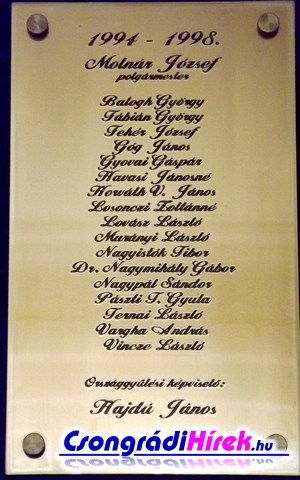 1994 - 1998.
Molnár József
polgármester
Balogh György
Fábián György
Fehér József
Góg János
Gyovai Gáspár
Havasi Jánosné
Horváth V. János
Losonczi Zoltánné
Lovász László
Murányi László
Nagyistók Tibor
Dr. Nagymihály Gábor
Nagypál Sándor
Pászli T. Gyula
Ternai László
Vargha András
Vincze László
Országgyűlési képviselő:
Hajdú János
CsongrádiHírek.hu